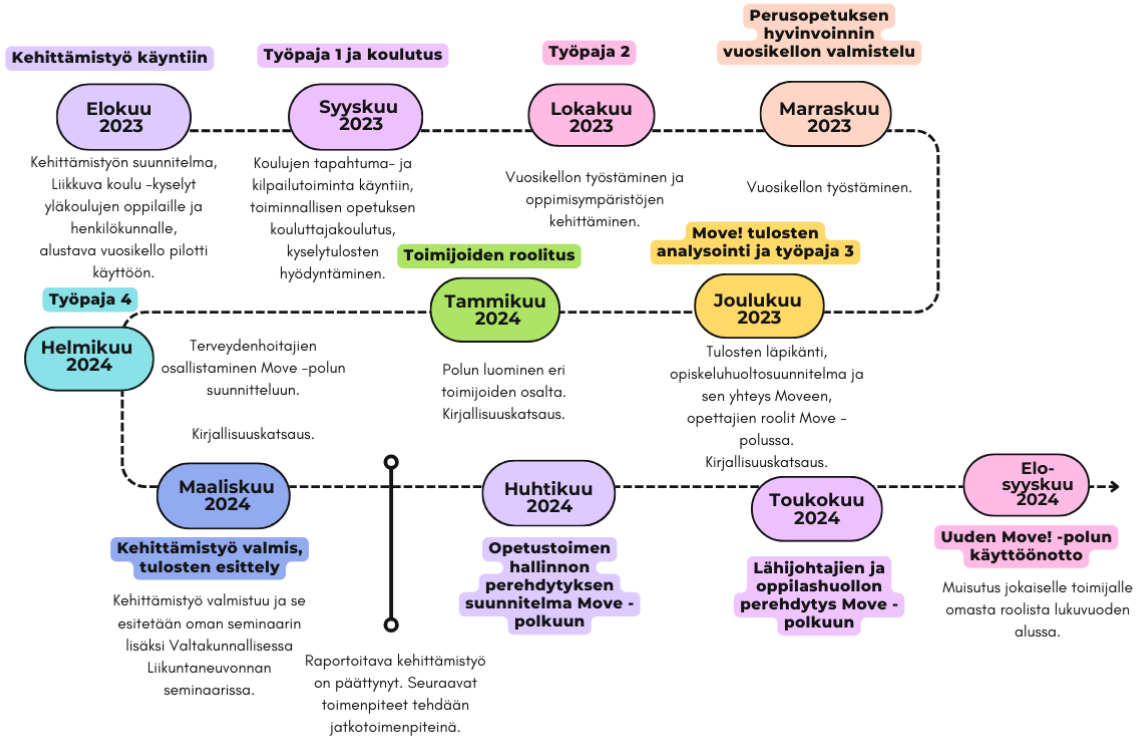 Kehittämistyö käyntiin
Elokuu
2023
Kehittämistyön suunnitelma,
Liikkuva koulu -kyselyt
yläkoulujen oppilaille ja
henkilökunnalle,
alustava vuosikello pilotti
käyttöön.
Työpaja 1 ja koulutus
Syyskuu
2023
Koulujen tapahtuma- ja
kilpailutoiminta käyntiin,
toiminnallisen opetuksen
kouluttajakoulutus,
kyselytulosten
hyödyntäminen.
Työpaja 2
Lokakuu
2023
Vuosikellon työstäminen ja
oppimisympäristöjen
kehittäminen.
Perusopetuksen
hyvinvoinnin
vuosikellon valmistelu
Marraskuu
2023
Vuosikellon työstäminen.
Move! tulosten
analysointi ja työpaja 3
Joulukuu
2023
Tulosten läpikänti,
opiskeluhuoltosuunnitelma ja
sen yhteys Moveen,
opettajien roolit Move -
polussa.
Kirjallisuuskatsaus.
Toimijoiden roolitus
Tammikuu
2024
Polun luominen eri
toimijoiden osalta.
Kirjallisuuskatsaus.
Työpaja 4
Helmikuu
2024
Terveydenhoitajien
osallistaminen Move -polun
suunnitteluun.
Kirjallisuuskatsaus.
Maaliskuu
2024
Kehittämistyö valmis,
tulosten esittely
Kehittämistyö valmistuu ja se
esitetään oman seminaarin
lisäksi Valtakunnallisessa
Liikuntaneuvonnan
seminaarissa.
Raportoitava kehittämistyö
on päättynyt. Seuraavat
toimenpiteet tehdään
jatkotoimenpiteinä.
Huhtikuu
2024
Opetustoimen
hallinnon
perehdytyksen
suunnitelma Move -
polkuun
Toukokuu
2024
Lähijohtajien ja
oppilashuollon
perehdytys Move -
polkuun
Elo-
syyskuu
2024
Uuden Move! -polun
käyttöönotto
Muisutus jokaiselle toimijalle
omasta roolista lukuvuoden
alussa.